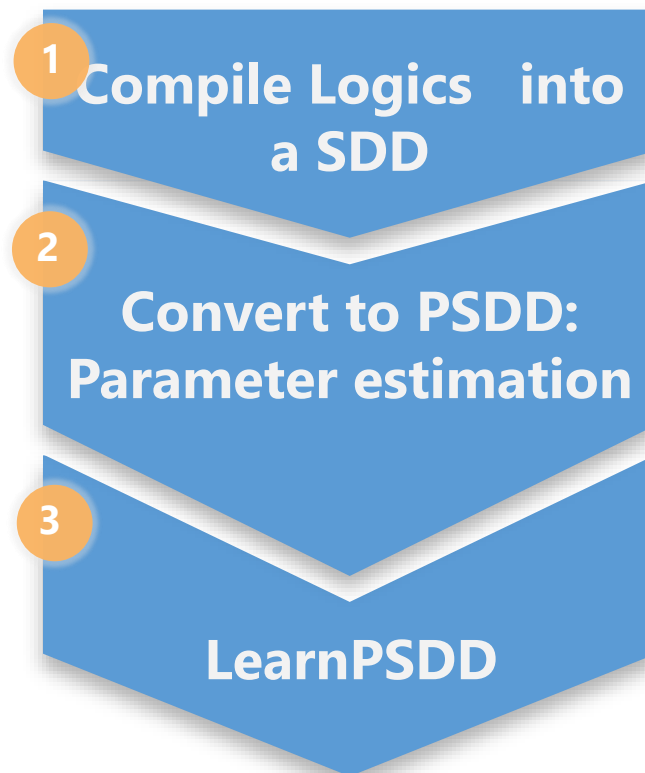 1
Compile Logics into
a SDD
2
Convert to PSDD:
Parameter estimation
3
LearnPSDD